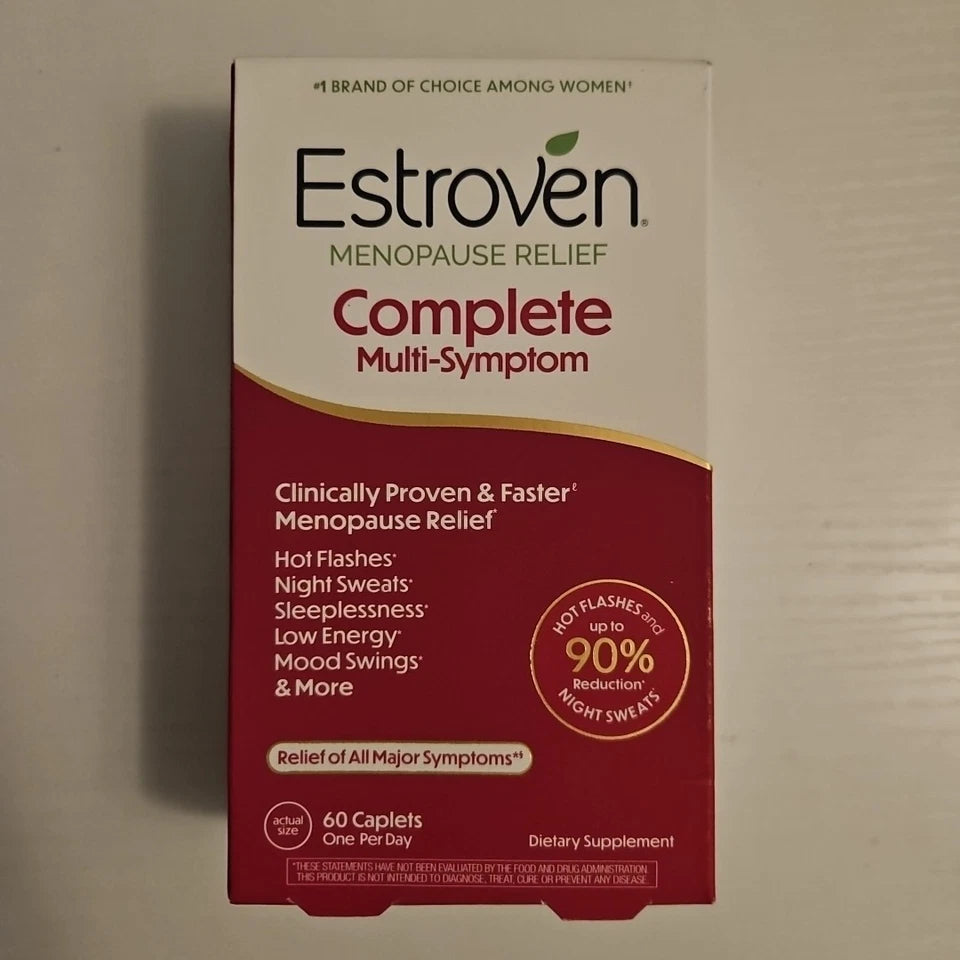 #1 BRAND OF CHOICE AMONG WOMEN†
Estroven®
MENOPAUSE RELIEF
Complete
Multi-Symptom
Clinically Proven & Faster ℓ
Menopause Relief*
Hot Flashes*
Night Sweats*
Sleeplessness*
Low Energy*
Mood Swings*
& More
HOT FLASHES and
up to
90%
Reduction*
NIGHT SWEATS*
Relief of All Major Symptoms*§
actual
size
60 Caplets
One Per Day
Dietary Supplement
*THESE STATEMENTS HAVE NOT BEEN EVALUATED BY THE FOOD AND DRUG ADMINISTRATION.
THIS PRODUCT IS NOT INTENDED TO DIAGNOSE, TREAT, CURE OR PREVENT ANY DISEASE.